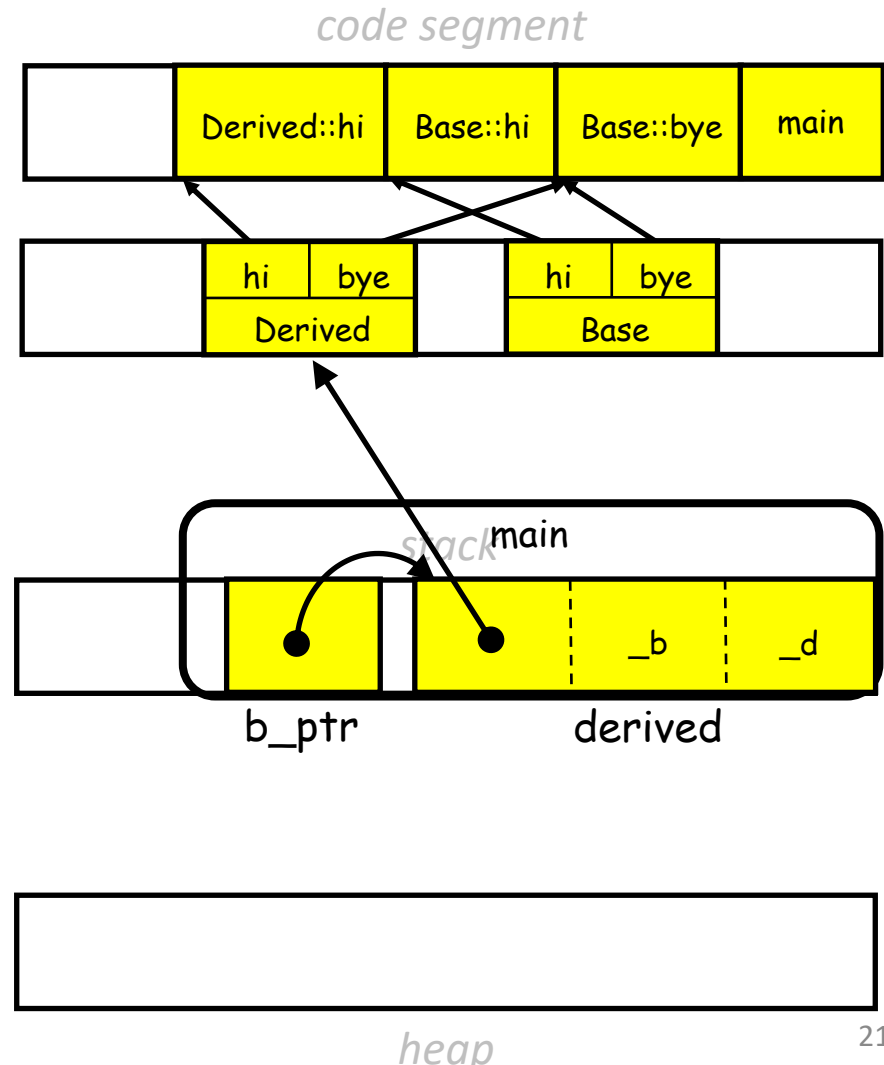 code segment
Derived::hi Base::hi Base::bye main
hi bye hi bye
Derived Base
main
stack
_b _d
b_ptr derived
21
heap